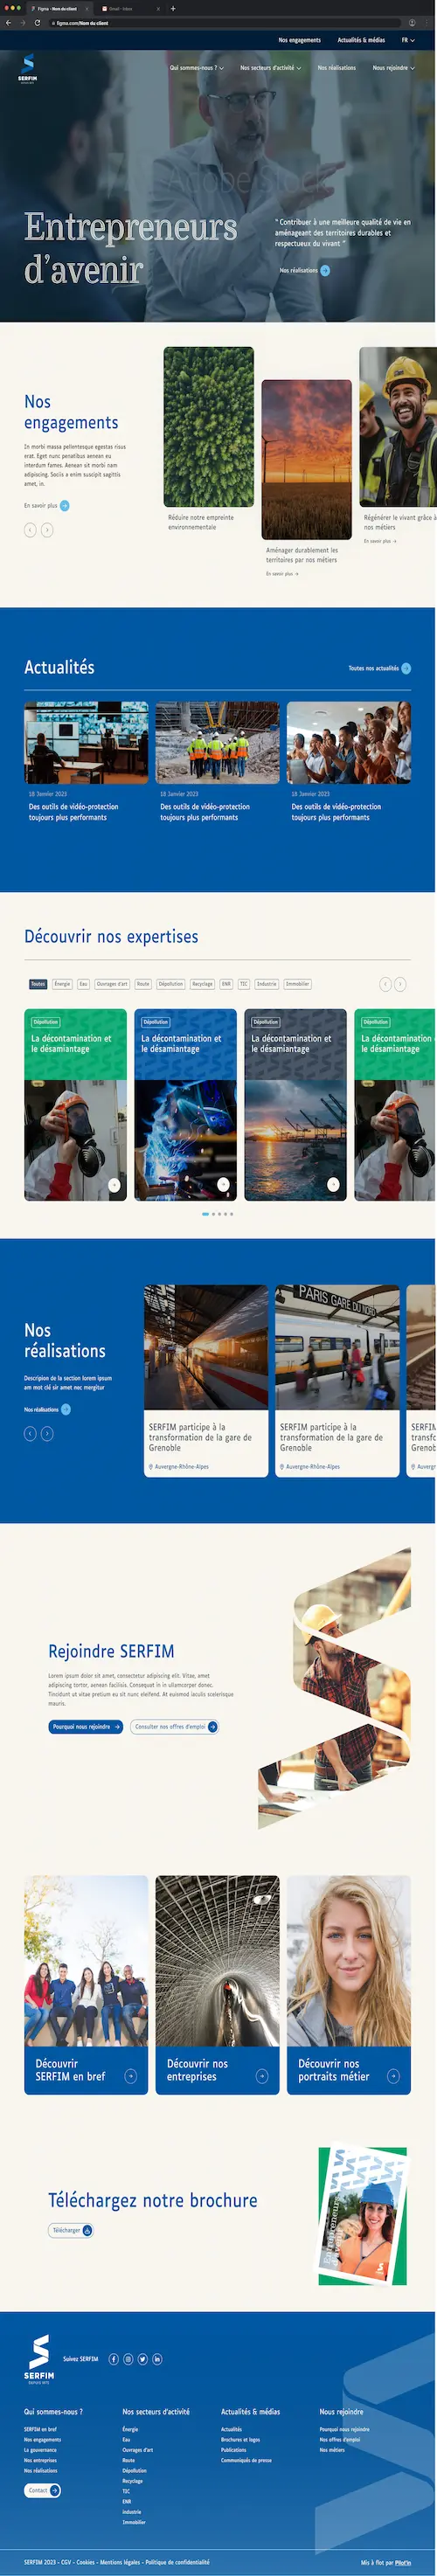 Figma - Nom du client
Gmail - Inbox
figma.com/Nom du client
Nos engagements
Actualités & médias
FR
SERFIM
Qui sommes-nous ?
Nos secteurs d'activité
Nos réalisations
Nous rejoindre
Adobe Stock
Entrepreneurs
d'avenir
" Contribuer à une meilleure qualité de vie en
aménageant des territoires durables et
respectueux du vivant "
Nos réalisations
Nos
engagements
In morbi massa pellentesque egestas risus
erat. Eget nunc penatibus aenean eu
interdum fames. Aenean sit morbi nam
adipiscing. Sociis a enim suscipit sagittis
amet, in.
En savoir plus
Réduire notre empreinte
environnementale
Aménager durablement les
territoires par nos métiers
En savoir plus
Régénérer le vivant grâce à
nos métiers
En savoir plus
Actualités
Toutes nos actualités
18 Janvier 2023
Des outils de vidéo-protection
toujours plus performants
18 Janvier 2023
Des outils de vidéo-protection
toujours plus performants
18 Janvier 2023
Des outils de vidéo-protection
toujours plus performants
Découvrir nos expertises
Toutes
Énergie
Eau
Ouvrages d'art
Route
Dépollution
Recyclage
ENR
TIC
Industrie
Immobilier
Dépollution
La décontamination et
le désamiantage
Dépollution
La décontamination et
le désamiantage
Dépollution
La décontamination et
le désamiantage
Dépollution
La décontamination
le désamiantage
Nos
réalisations
Descripion de la section lorem ipsum
am mot clé sir amet nec mergitur
Nos réalisations
PARIS GARE DU NORD
SERFIM participe à la
transformation de la gare de
Grenoble
Auvergne-Rhône-Alpes
SERFIM participe à la
transformation de la gare de
Grenoble
Auvergne-Rhône-Alpes
Rejoindre SERFIM
Lorem ipsum dolor sit amet, consectetur adipiscing elit. Vitae, amet
adipiscing tortor, aenean facilisis. Consequat in in ullamcorper donec.
Tincidunt ut vitae pretium eu sit nunc eleifend. At euismod iaculis scelerisque
mauris.
Pourquoi nous rejoindre
Consulter nos offres d'emploi
Découvrir
SERFIM en bref
Découvrir nos
entreprises
Découvrir nos
portraits métier
Téléchargez notre brochure
Télécharger
SERFIM
DEPUIS 1875
Suivez SERFIM
Qui sommes-nous ?
SERFIM en bref
Nos engagements
La gouvernance
Nos entreprises
Nos réalisations
Contact
Nos secteurs d'activité
Énergie
Eau
Ouvrages d'art
Route
Dépollution
Recyclage
TIC
ENR
industrie
Immobilier
Actualités & médias
Actualités
Brochures et logos
Publications
Communiqués de presse
Nous rejoindre
Pourquoi nous rejoindre
Nos offres d'emploi
Nos métiers
SERFIM 2023 - CGV - Cookies - Mentions légales - Politique de confidentialité
Mis à flot par Pilot'in